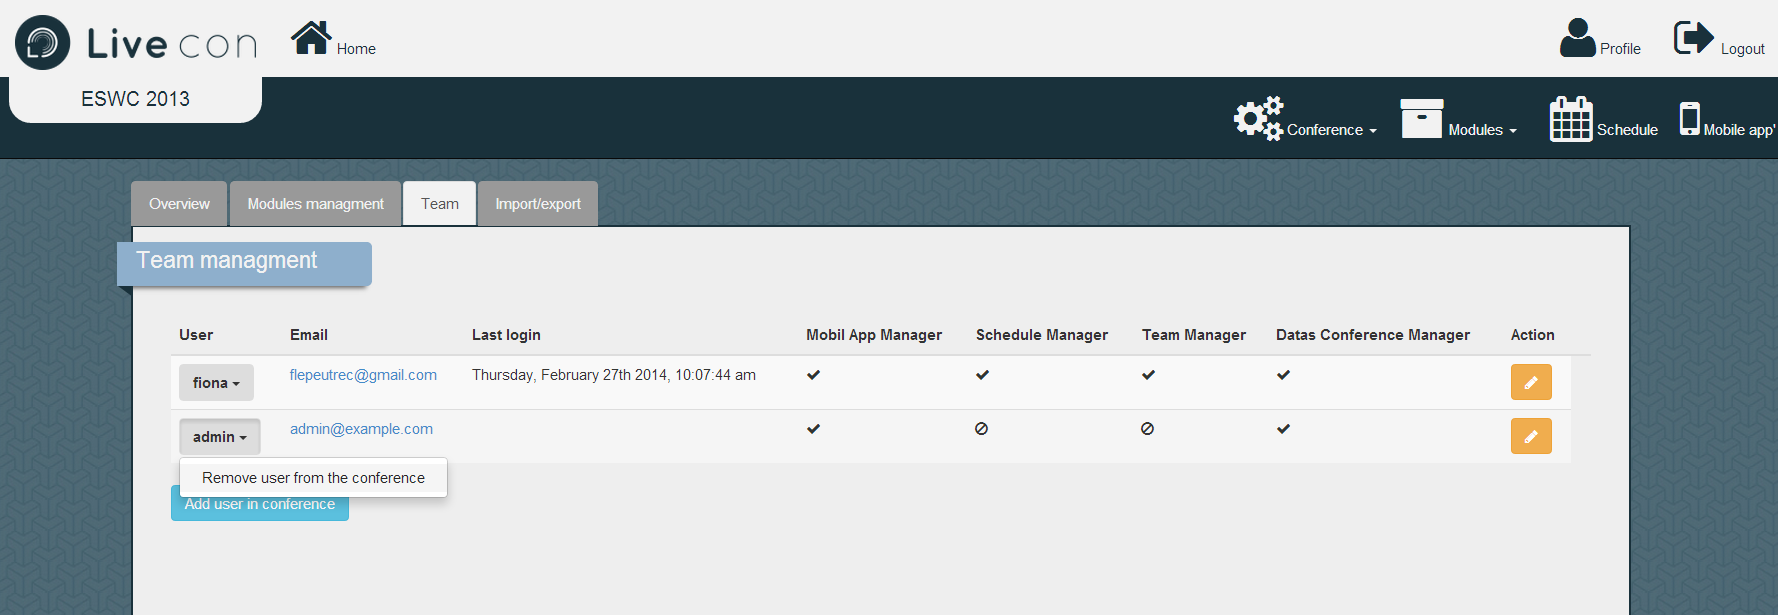 Live con
Home
Profile
Logout
ESWC 2013
Conference
Modules
Schedule
Mobile app'
Overview
Modules managment
Team
Import/export
Team managment
User Email Last login Mobil App Manager Schedule Manager Team Manager Datas Conference Manager Action
fiona flepeutrec@gmail.com Thursday, February 27th 2014, 10:07:44 am
admin admin@example.com
Remove user from the conference
Add user in conference